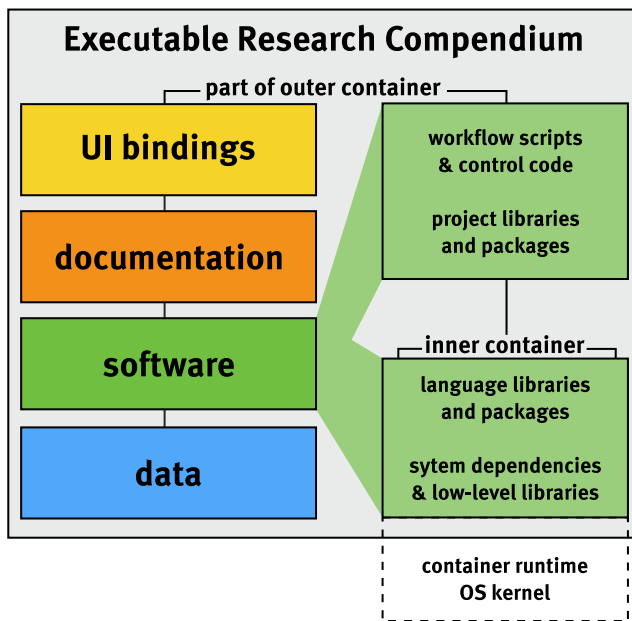 Executable Research Compendium
part of outer container
UI bindings
documentation
software
data
workflow scripts
& control code
project libraries
and packages
inner container
language libraries
and packages
sytem dependencies
& low-level libraries
container runtime
OS kernel